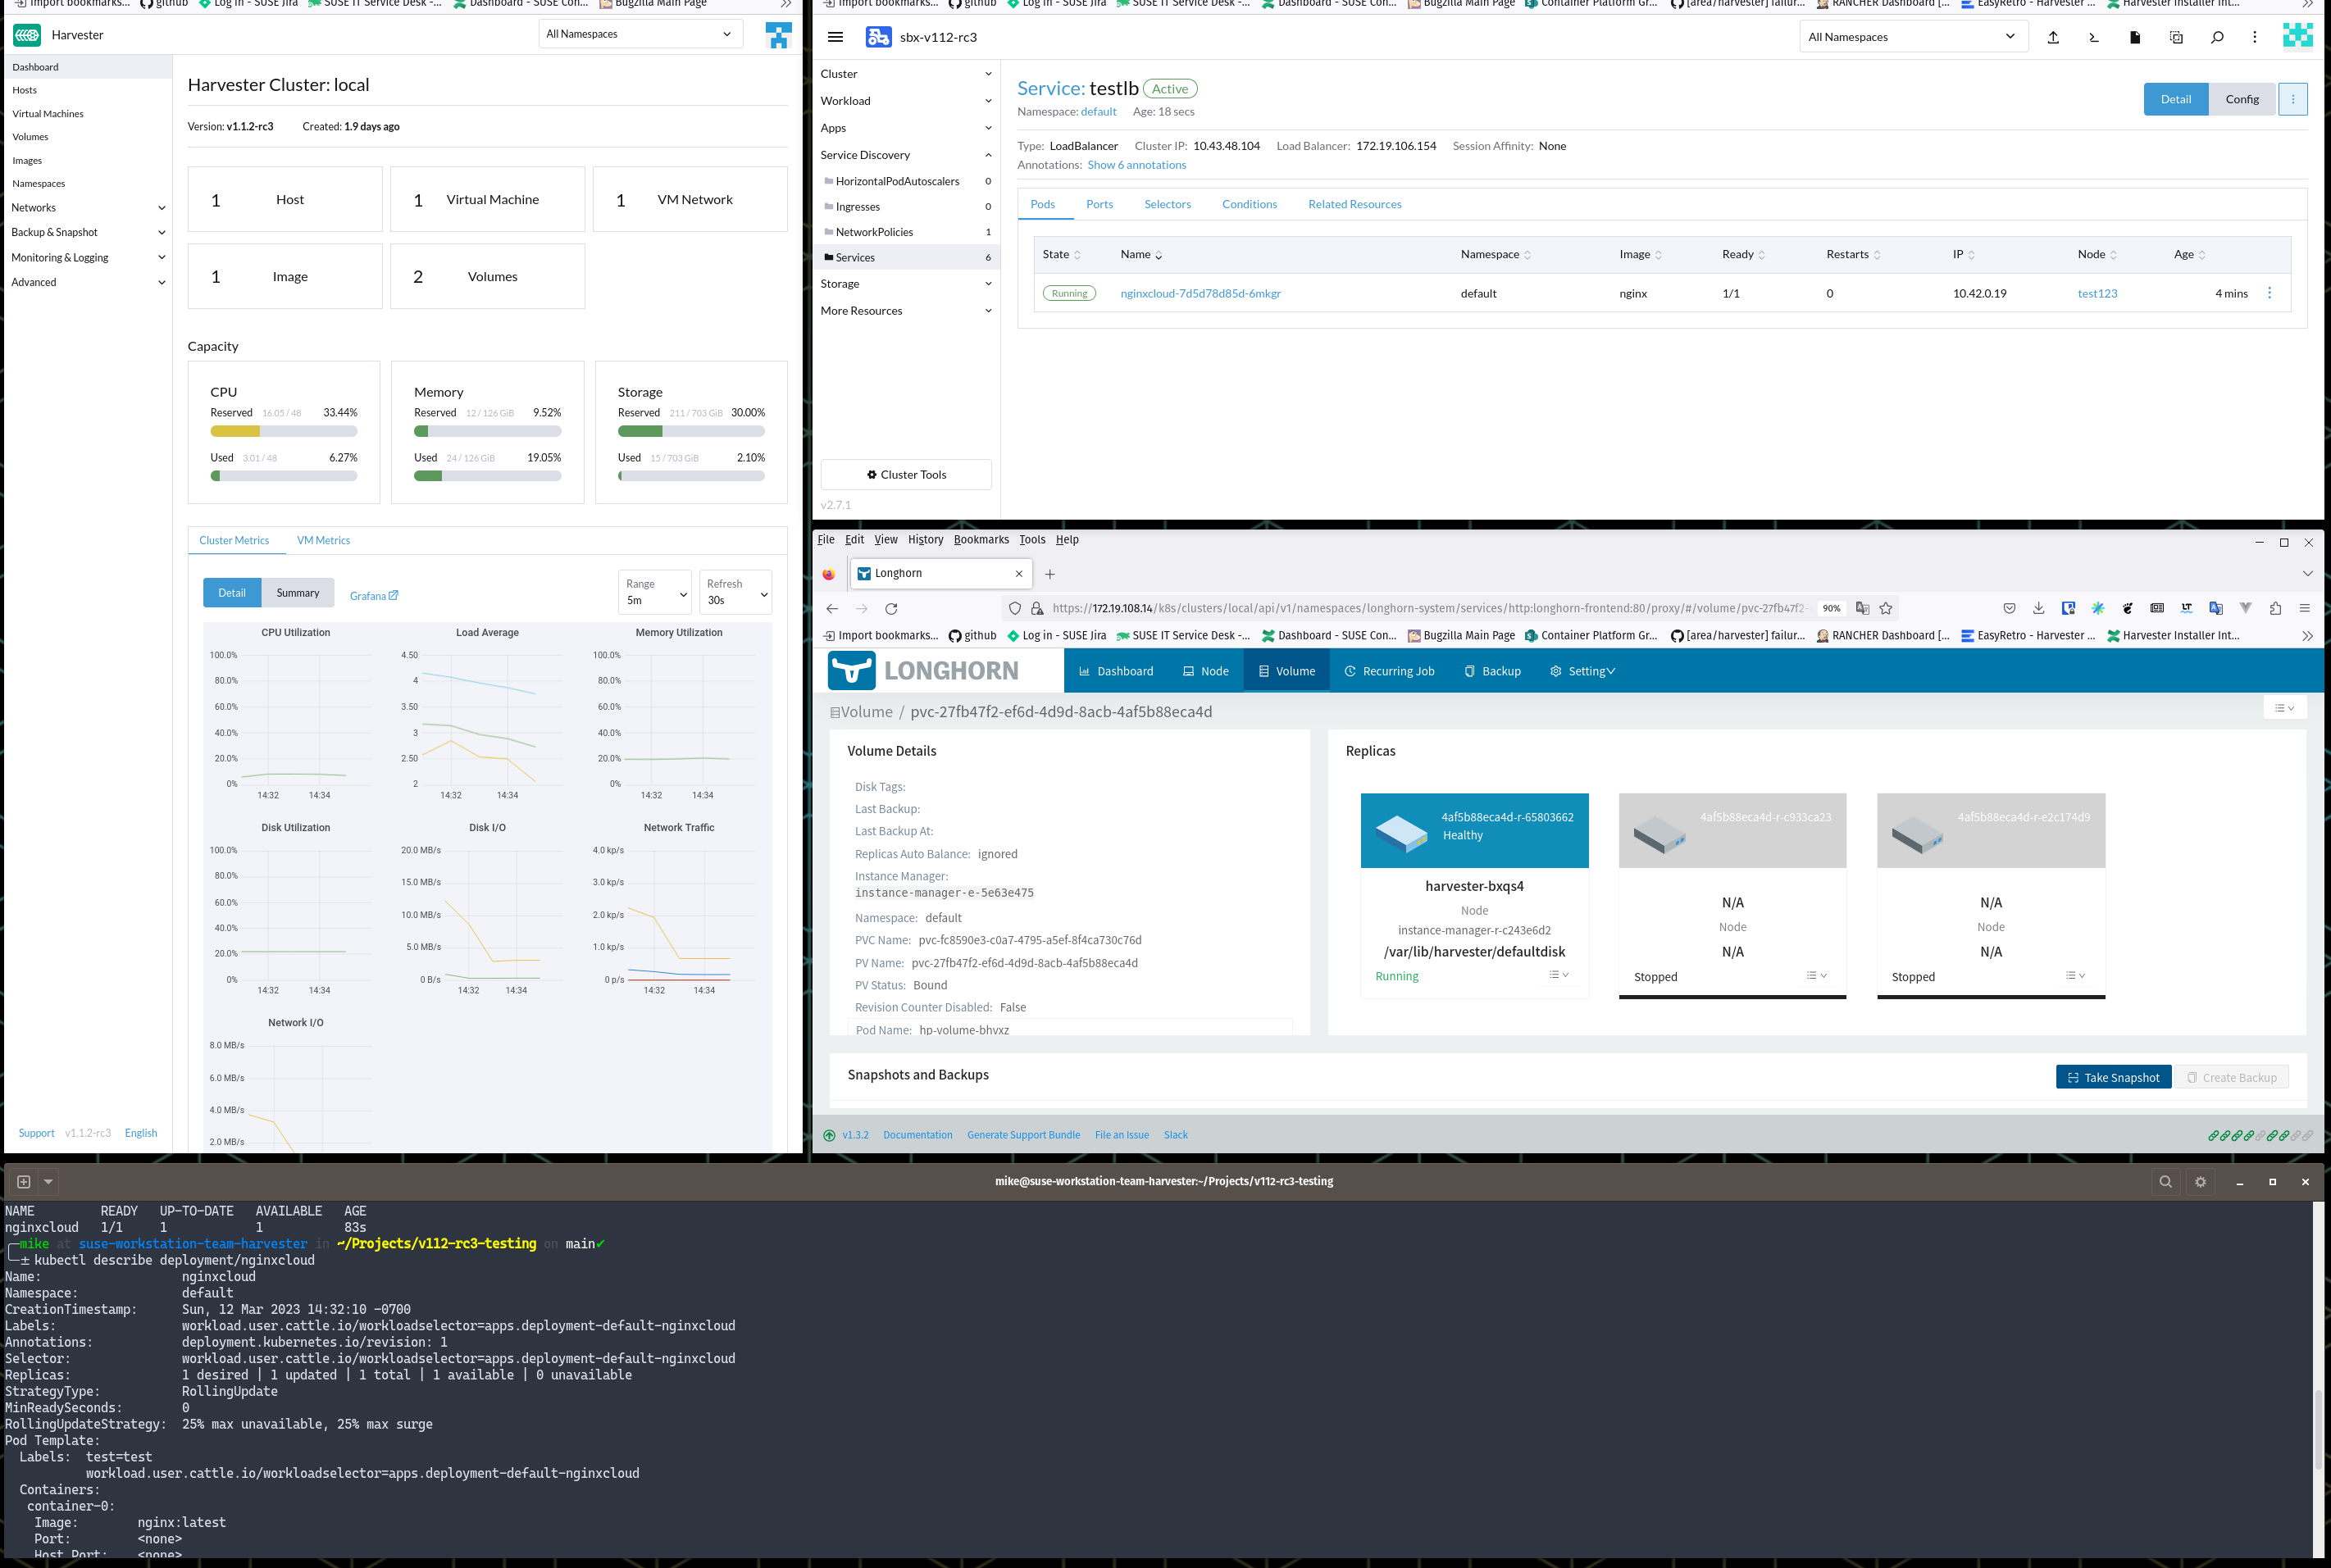 Import bookmarks... github Log in - SUSE Jira SUSE IT Service Desk -... Dashboard - SUSE Con... Bugzilla Main Page
Harvester All Namespaces
Dashboard
Hosts
Virtual Machines
Volumes
Images
Namespaces
Networks
Backup & Snapshot
Monitoring & Logging
Advanced
Support v1.1.2-rc3 English
Harvester Cluster: local
Version: v1.1.2-rc3 Created: 1.9 days ago
1 Host 1 Virtual Machine 1 VM Network
1 Image 2 Volumes
Capacity
CPU
Reserved 16.05 / 48 33.44%
Used 3.01 / 48 6.27%
Memory
Reserved 12 / 126 GiB 9.52%
Used 24 / 126 GiB 19.05%
Storage
Reserved 211 / 703 GiB 30.00%
Used 15 / 703 GiB 2.10%
Cluster Metrics VM Metrics
Detail Summary Grafana
Range
5m
Refresh
30s
CPU Utilization
100.0%
80.0%
60.0%
40.0%
20.0%
0%
14:32 14:34
Load Average
4.50
4
3.50
3
2.50
2
14:32 14:34
Memory Utilization
100.0%
80.0%
60.0%
40.0%
20.0%
0%
14:32 14:34
Disk Utilization
100.0%
80.0%
60.0%
40.0%
20.0%
0%
14:32 14:34
Disk I/O
20.0 MB/s
15.0 MB/s
10.0 MB/s
5.0 MB/s
0 B/s
14:32 14:34
Network Traffic
4.0 kp/s
3.0 kp/s
2.0 kp/s
1.0 kp/s
0 p/s
14:32 14:34
Network I/O
8.0 MB/s
6.0 MB/s
4.0 MB/s
2.0 MB/s
Import bookmarks... github Log in - SUSE Jira SUSE IT Service Desk -... Dashboard - SUSE Con... Bugzilla Main Page Container Platform Gr... [area/harvester] failur... RANCHER Dashboard [... EasyRetro - Harvester ... Harvester Installer Int...
sbx-v112-rc3 All Namespaces
Cluster
Workload
Apps
Service Discovery
HorizontalPodAutoscalers 0
Ingresses 0
NetworkPolicies 1
Services 6
Storage
More Resources
Cluster Tools
v2.7.1
Service: testlb Active
Namespace: default Age: 18 secs
Detail Config
Type: LoadBalancer Cluster IP: 10.43.48.104 Load Balancer: 172.19.106.154 Session Affinity: None
Annotations: Show 6 annotations
Pods Ports Selectors Conditions Related Resources
State Name Namespace Image Ready Restarts IP Node Age
Running nginxcloud-7d5d78d85d-6mkgr default nginx 1/1 0 10.42.0.19 test123 4 mins
File Edit View History Bookmarks Tools Help
Longhorn
https://172.19.108.14/k8s/clusters/local/api/v1/namespaces/longhorn-system/services/http:longhorn-frontend:80/proxy/#/volume/pvc-27fb47f2- 90%
Import bookmarks... github Log in - SUSE Jira SUSE IT Service Desk -... Dashboard - SUSE Con... Bugzilla Main Page Container Platform Gr... [area/harvester] failur... RANCHER Dashboard [... EasyRetro - Harvester ... Harvester Installer Int...
LONGHORN Dashboard Node Volume Recurring Job Backup Setting
Volume / pvc-27fb47f2-ef6d-4d9d-8acb-4af5b88eca4d
Volume Details
Disk Tags:
Last Backup:
Last Backup At:
Replicas Auto Balance: ignored
Instance Manager:
instance-manager-e-5e63e475
Namespace: default
PVC Name: pvc-fc8590e3-c0a7-4795-a5ef-8f4ca730c76d
PV Name: pvc-27fb47f2-ef6d-4d9d-8acb-4af5b88eca4d
PV Status: Bound
Revision Counter Disabled: False
Pod Name: hp-volume-bhvxz
Replicas
4af5b88eca4d-r-65803662
Healthy
harvester-bxqs4
Node
instance-manager-r-c243e6d2
/var/lib/harvester/defaultdisk
Running
4af5b88eca4d-r-c933ca23
N/A
Node
N/A
Stopped
4af5b88eca4d-r-e2c174d9
N/A
Node
N/A
Stopped
Snapshots and Backups Take Snapshot Create Backup
v1.3.2 Documentation Generate Support Bundle File an Issue Slack
mike@suse-workstation-team-harvester:~/Projects/v112-rc3-testing
NAME READY UP-TO-DATE AVAILABLE AGE
nginxcloud 1/1 1 1 83s
mike at suse-workstation-team-harvester in ~/Projects/v112-rc3-testing on main✔
± kubectl describe deployment/nginxcloud
Name: nginxcloud
Namespace: default
CreationTimestamp: Sun, 12 Mar 2023 14:32:10 -0700
Labels: workload.user.cattle.io/workloadselector=apps.deployment-default-nginxcloud
Annotations: deployment.kubernetes.io/revision: 1
Selector: workload.user.cattle.io/workloadselector=apps.deployment-default-nginxcloud
Replicas: 1 desired | 1 updated | 1 total | 1 available | 0 unavailable
StrategyType: RollingUpdate
MinReadySeconds: 0
RollingUpdateStrategy: 25% max unavailable, 25% max surge
Pod Template:
Labels: test=test
workload.user.cattle.io/workloadselector=apps.deployment-default-nginxcloud
Containers:
container-0:
Image: nginx:latest
Port: <none>
Host Port: <none>